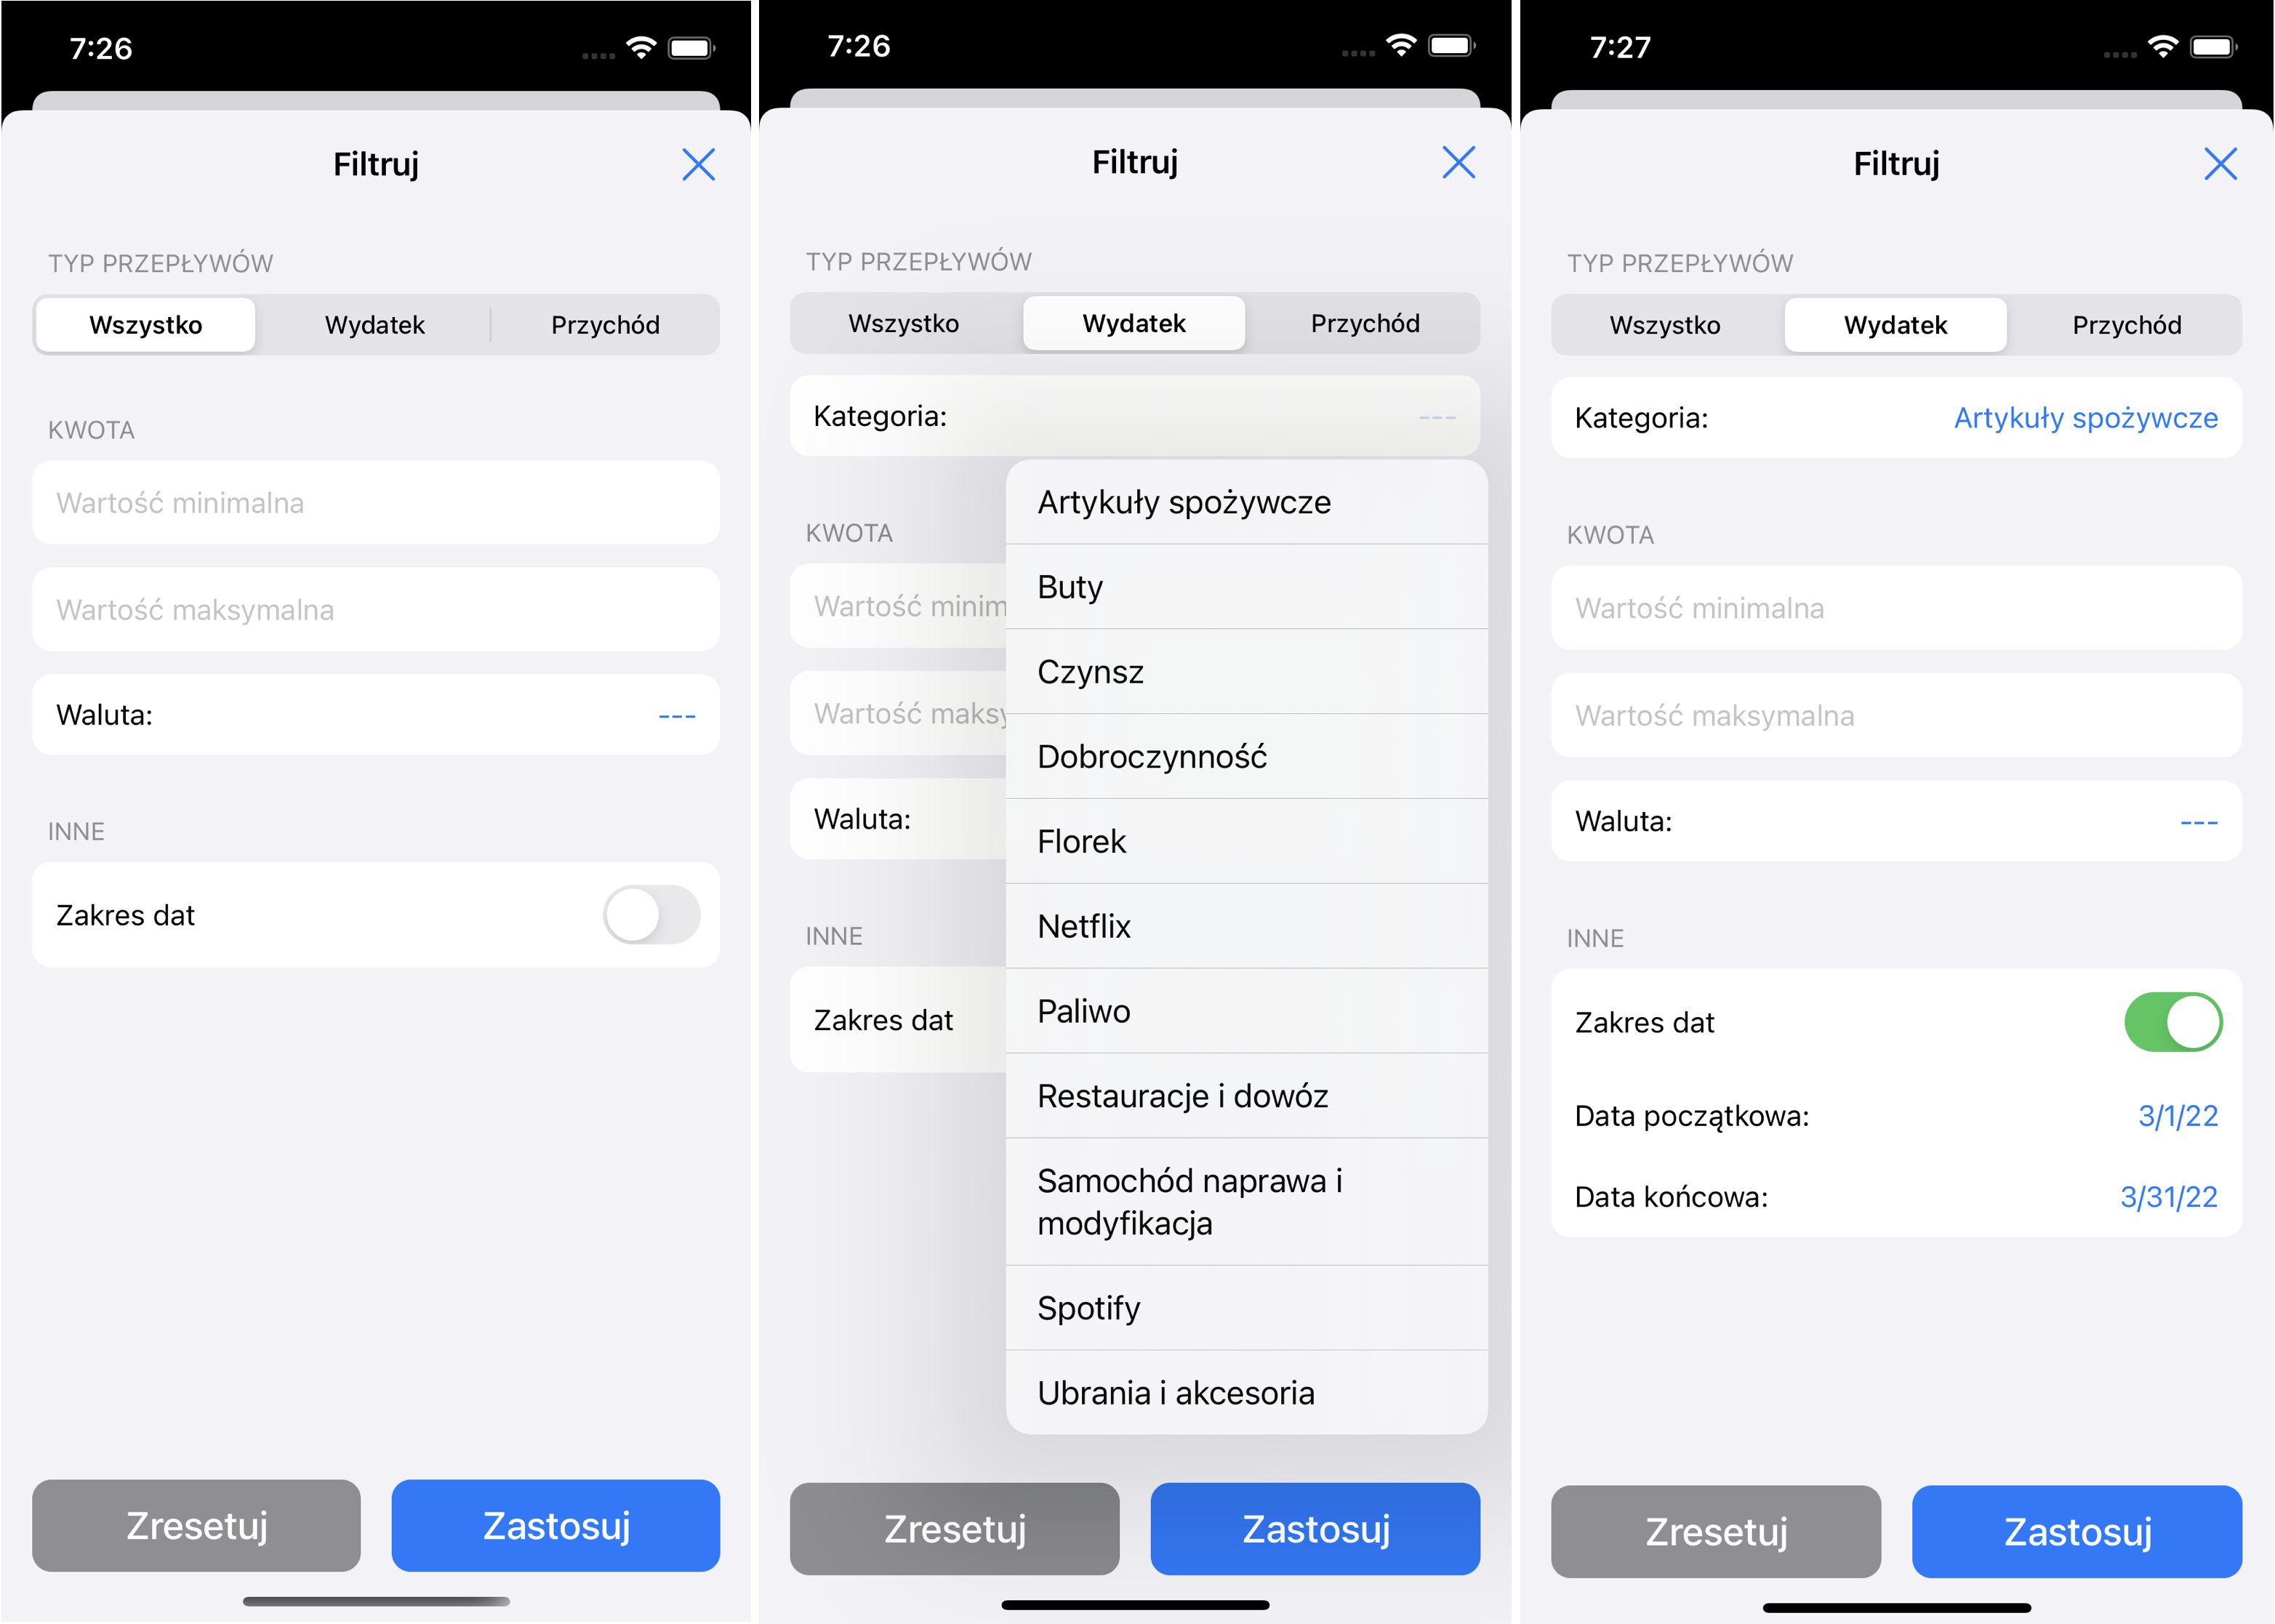 7:26
Filtruj
TYP PRZEPŁYWÓW
Wszystko Wydatek Przychód
KWOTA
Wartość minimalna
Wartość maksymalna
Waluta: ---
INNE
Zakres dat
Zresetuj Zastosuj
7:26
Filtruj
TYP PRZEPŁYWÓW
Wszystko Wydatek Przychód
Kategoria: ---
KWOTA
Wartość minim
Wartość maksy
Waluta:
INNE
Zakres dat
Artykuły spożywcze
Buty
Czynsz
Dobroczynność
Florek
Netflix
Paliwo
Restauracje i dowóz
Samochód naprawa i
modyfikacja
Spotify
Ubrania i akcesoria
Zresetuj Zastosuj
7:27
Filtruj
TYP PRZEPŁYWÓW
Wszystko Wydatek Przychód
Kategoria: Artykuły spożywcze
KWOTA
Wartość minimalna
Wartość maksymalna
Waluta: ---
INNE
Zakres dat
Data początkowa: 3/1/22
Data końcowa: 3/31/22
Zresetuj Zastosuj